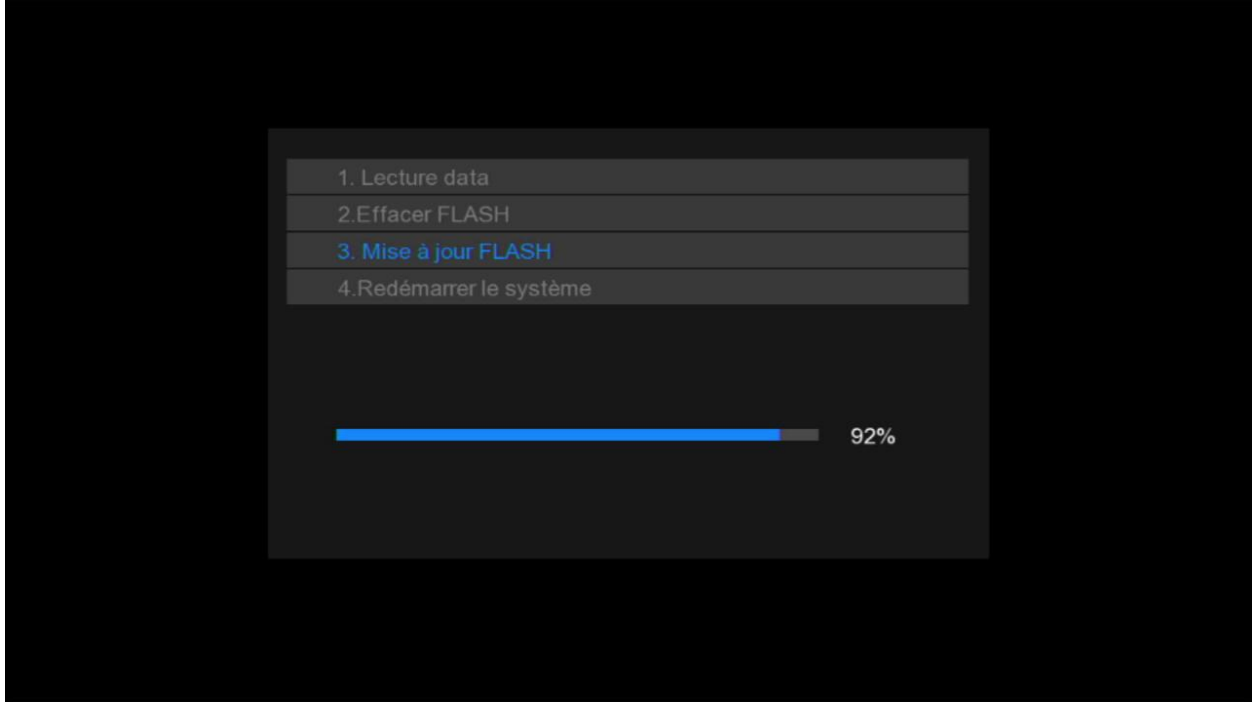 1. Lecture data
2.Effacer FLASH
3. Mise à jour FLASH
4.Redémarrer le système
92%